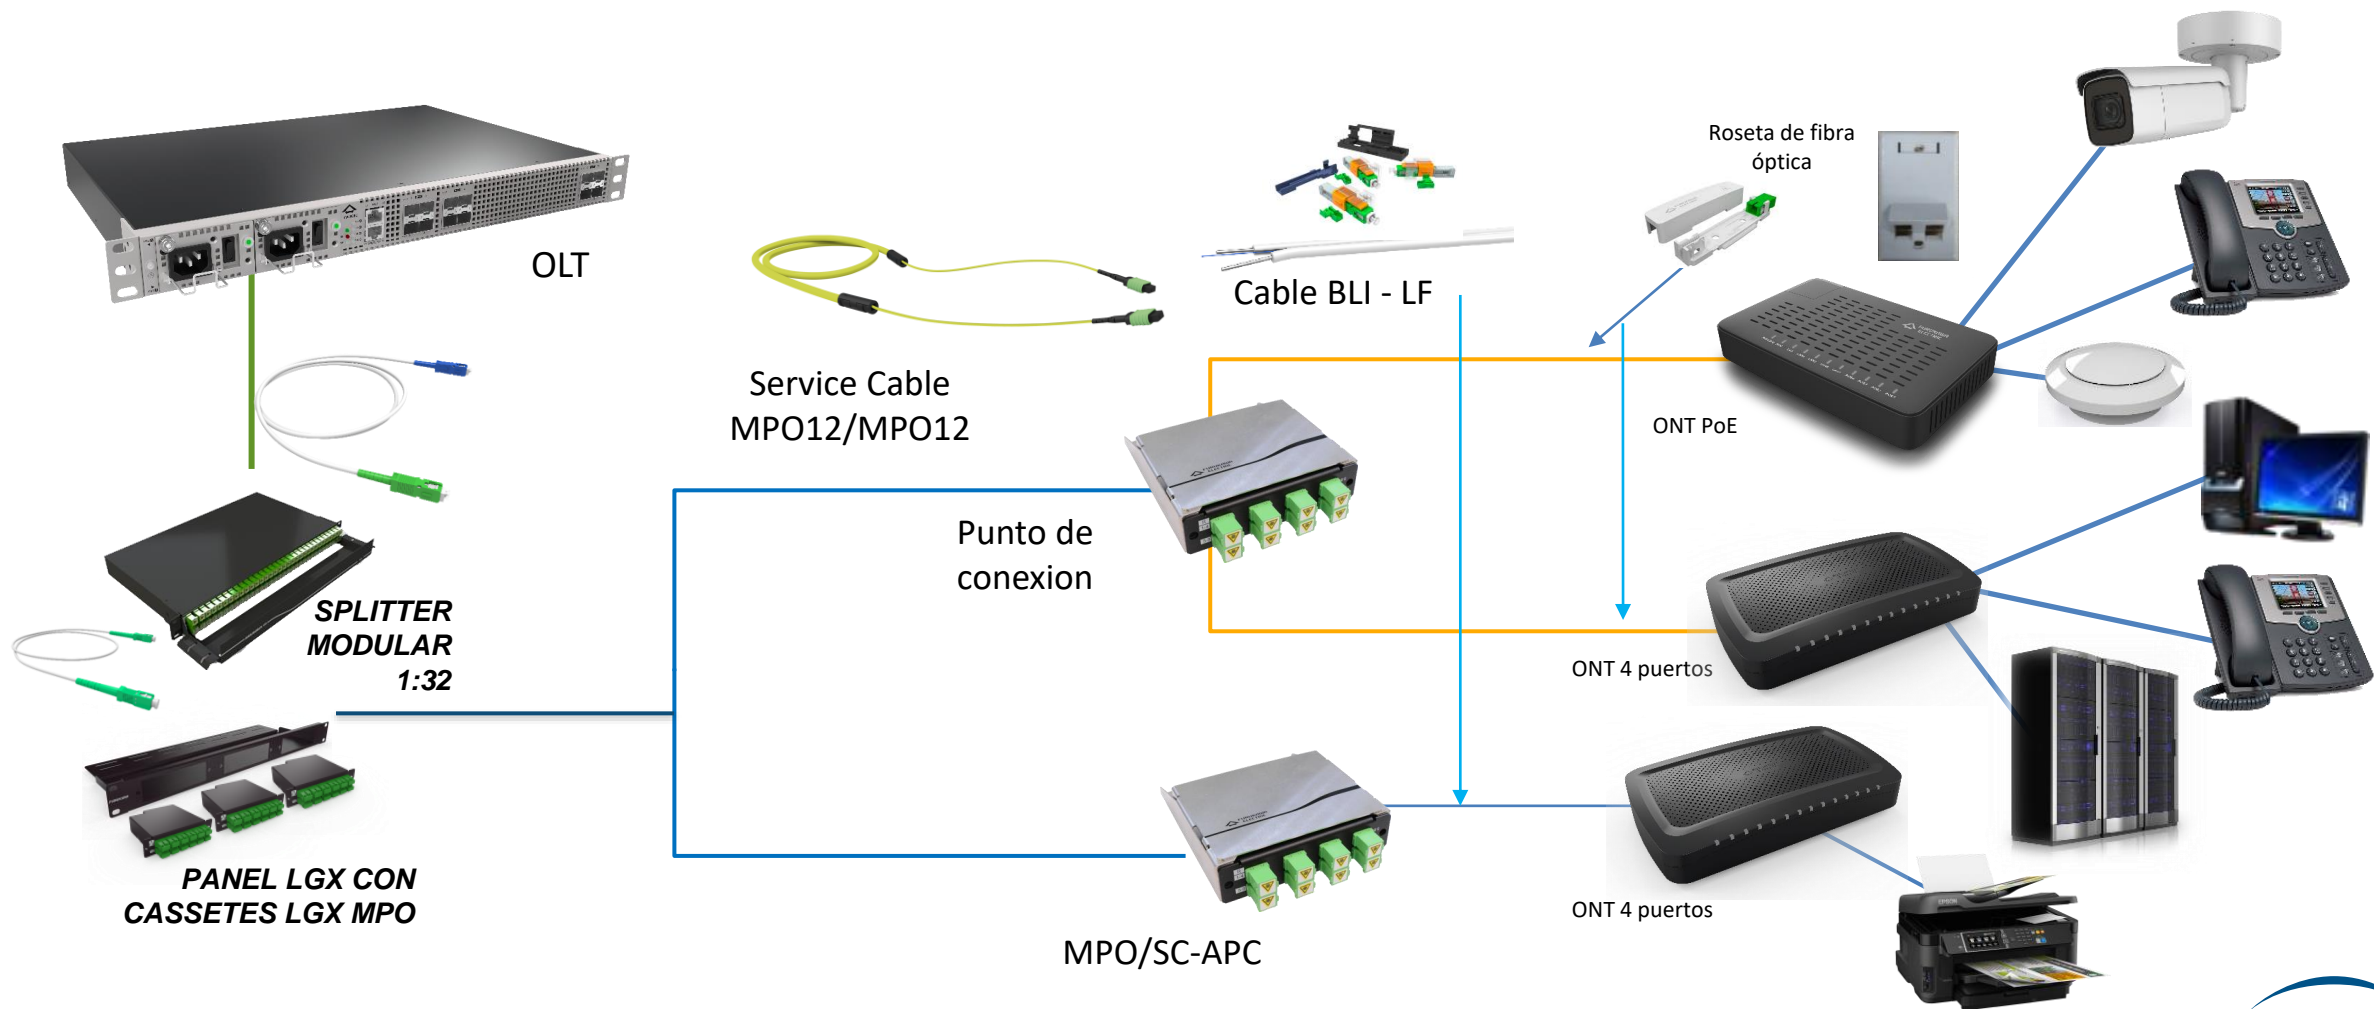 OLT
Service Cable
MPO12/MPO12
Cable BLI - LF
Roseta de fibra
óptica
ONT PoE
Punto de
conexion
SPLITTER
MODULAR
1:32
ONT 4 puertos
PANEL LGX CON
CASSETES LGX MPO
ONT 4 puertos
MPO/SC-APC
EPSON